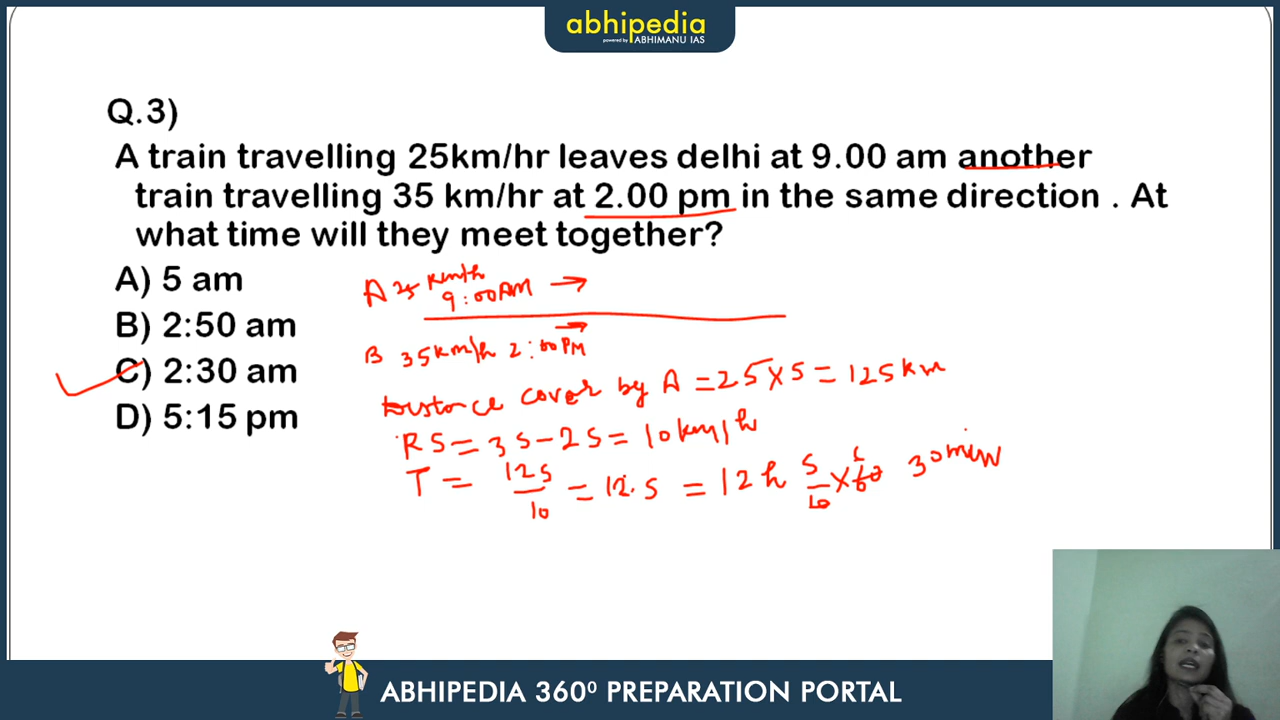 abhipedia
powered by ABHIMANU IAS
Q.3)
A train travelling 25km/hr leaves delhi at 9.00 am another
train travelling 35 km/hr at 2.00 pm in the same direction . At
what time will they meet together?
A) 5 am
B) 2:50 am
C) 2:30 am
D) 5:15 pm
A 25 km/h
9:00AM →
B 35km/h 2:00 PM
Distance cover by A = 25 × 5 = 125 km
RS = 35 - 25 = 10 km/h
T = 125/10 = 12.5 = 12h 5/10 × 60 30 min
ABHIPEDIA 360⁰ PREPARATION PORTAL